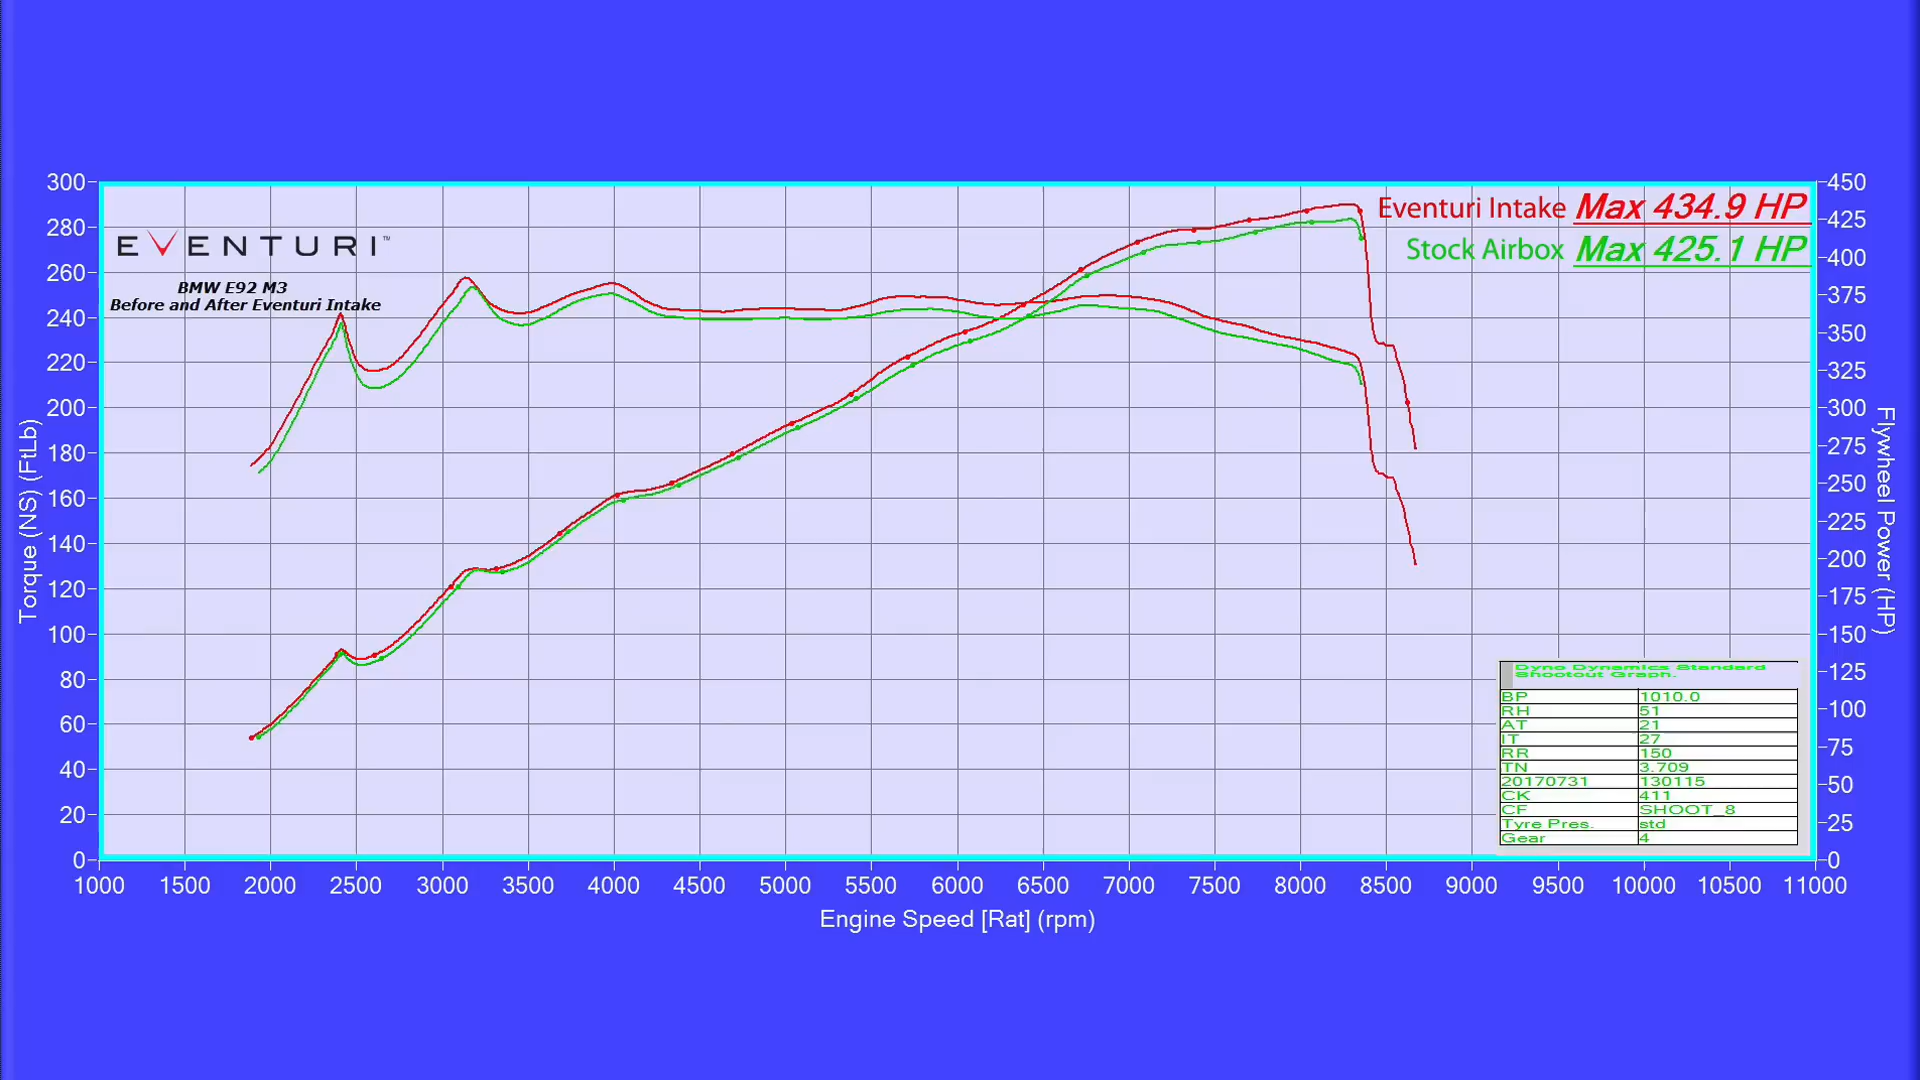 300
280
260
240
220
200
180
160
140
120
100
80
60
40
20
0
Torque (NS) (FtLb)
EVENTURI™
BMW E92 M3
Before and After Eventuri Intake
Eventuri Intake Max 434.9 HP
Stock Airbox Max 425.1 HP
450
425
400
375
350
325
300
275
250
225
200
175
150
125
100
75
50
25
0
Flywheel Power (HP)
Dyno Dynamics Standard
Shootout Graph.
BP 1010.0
RH 51
AT 21
IT 27
RR 150
TN 3.709
20170731 130115
CK 411
CF SHOOT_8
Tyre Pres. std
Gear 4
1000 1500 2000 2500 3000 3500 4000 4500 5000 5500 6000 6500 7000 7500 8000 8500 9000 9500 10000 10500 11000
Engine Speed [Rat] (rpm)